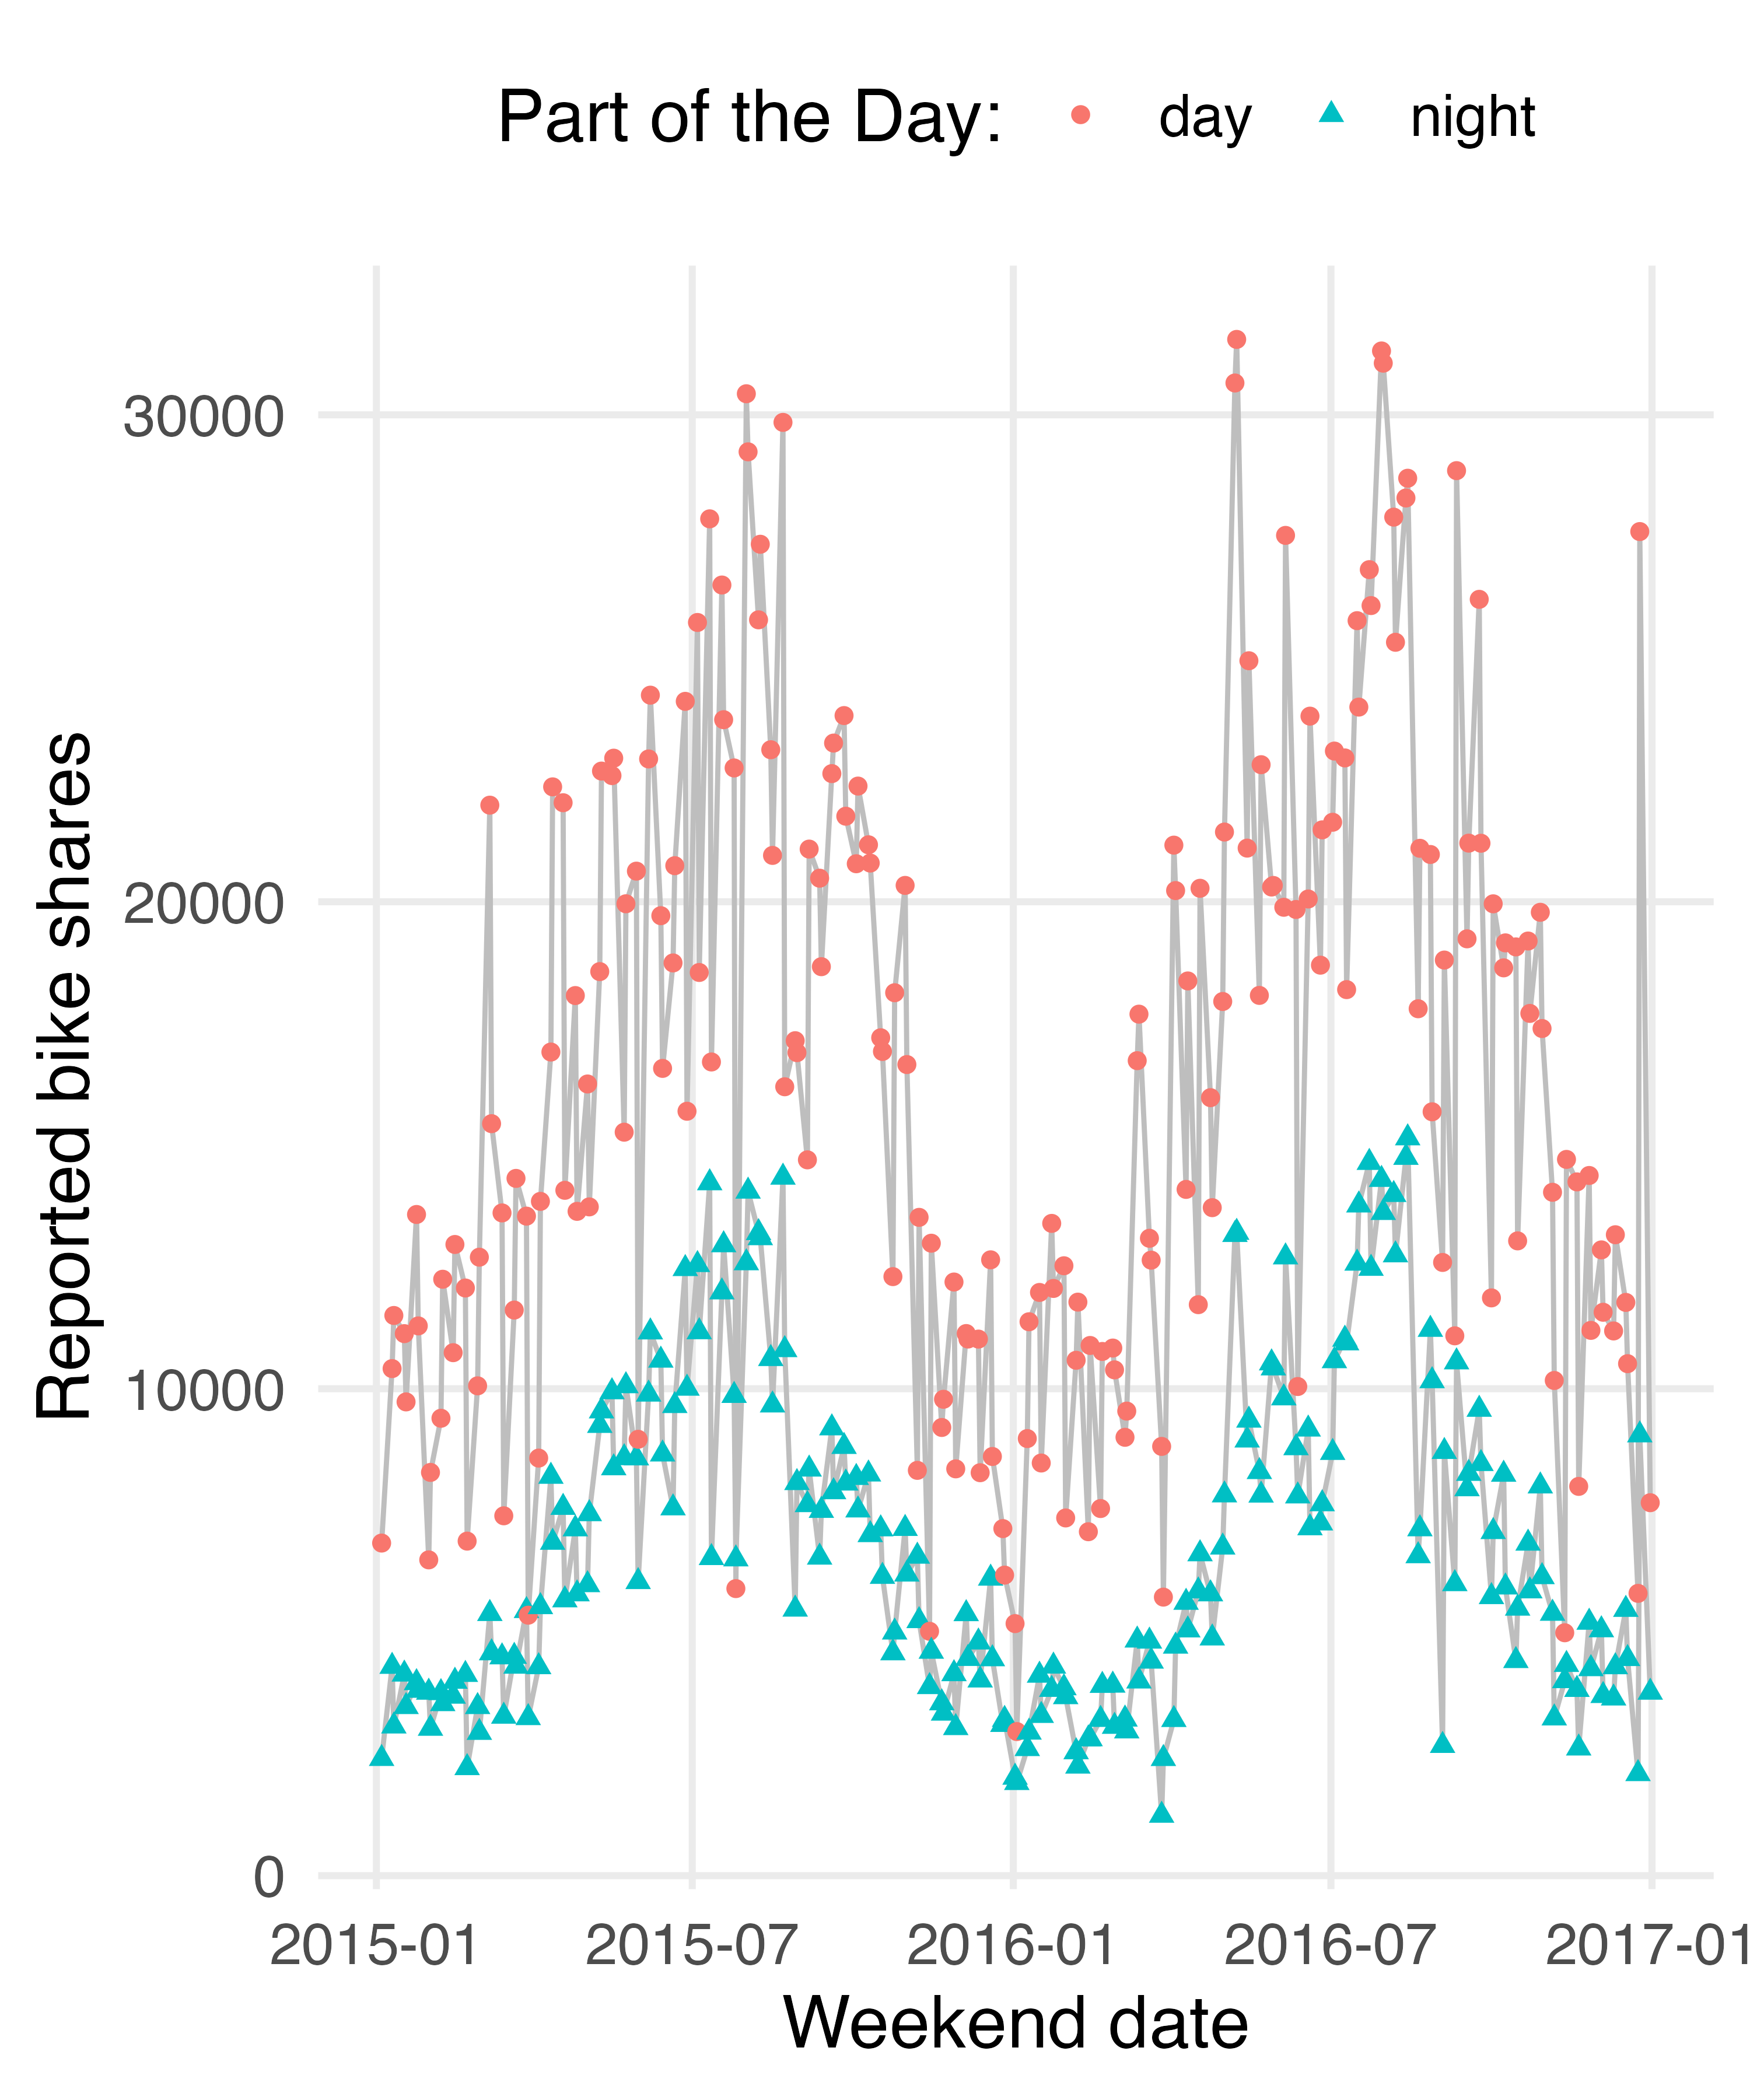 Part of the Day: day night
30000
20000
10000
0
Reported bike shares
2015-01 2015-07 2016-01 2016-07 2017-01
Weekend date